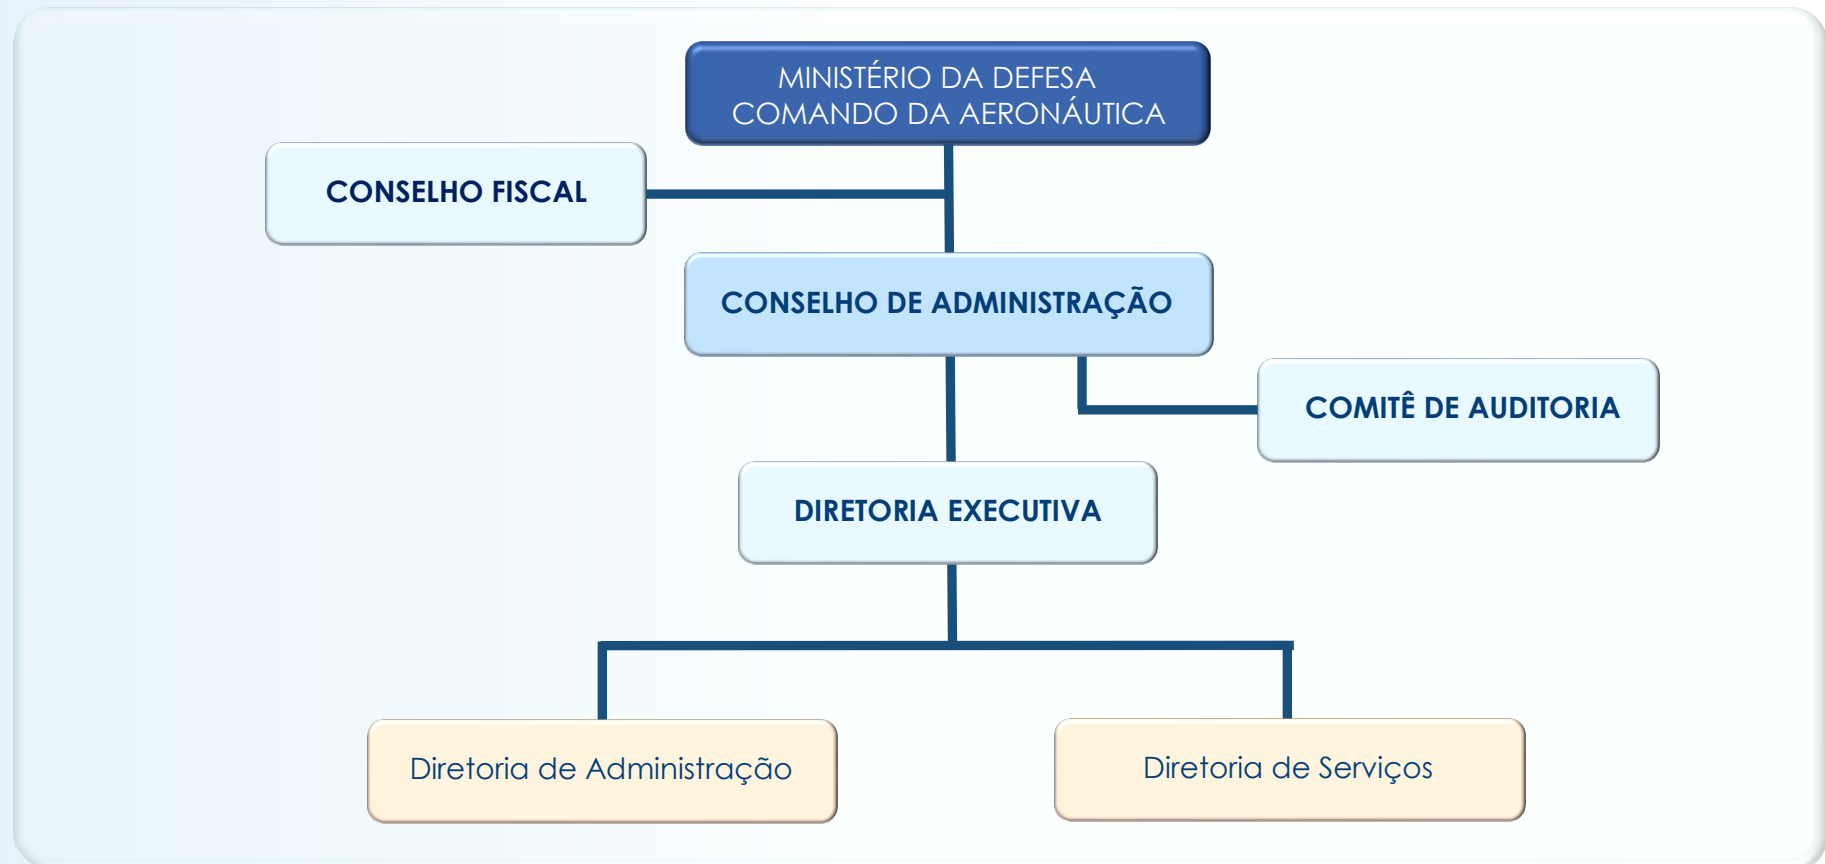 MINISTÉRIO DA DEFESA
COMANDO DA AERONÁUTICA
CONSELHO FISCAL
CONSELHO DE ADMINISTRAÇÃO
COMITÊ DE AUDITORIA
DIRETORIA EXECUTIVA
Diretoria de Administração
Diretoria de Serviços